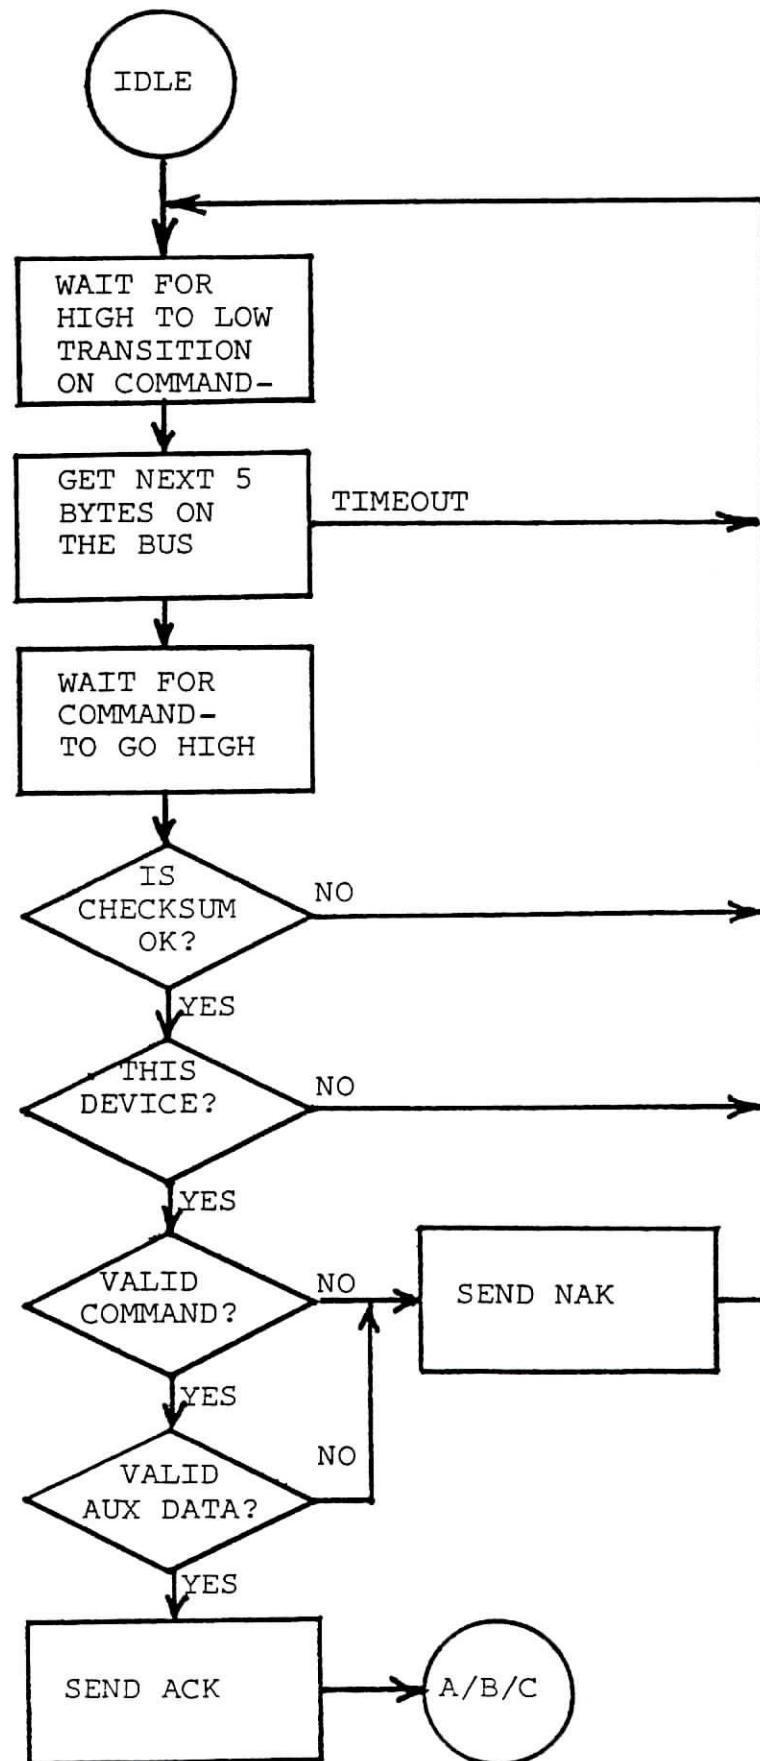 IDLE
WAIT FOR
HIGH TO LOW
TRANSITION
ON COMMAND-
GET NEXT 5
BYTES ON
THE BUS
TIMEOUT
WAIT FOR
COMMAND-
TO GO HIGH
IS
CHECKSUM
OK?
NO
YES
THIS
DEVICE?
NO
YES
VALID
COMMAND?
NO
SEND NAK
YES
VALID
AUX DATA?
NO
YES
SEND ACK
A/B/C